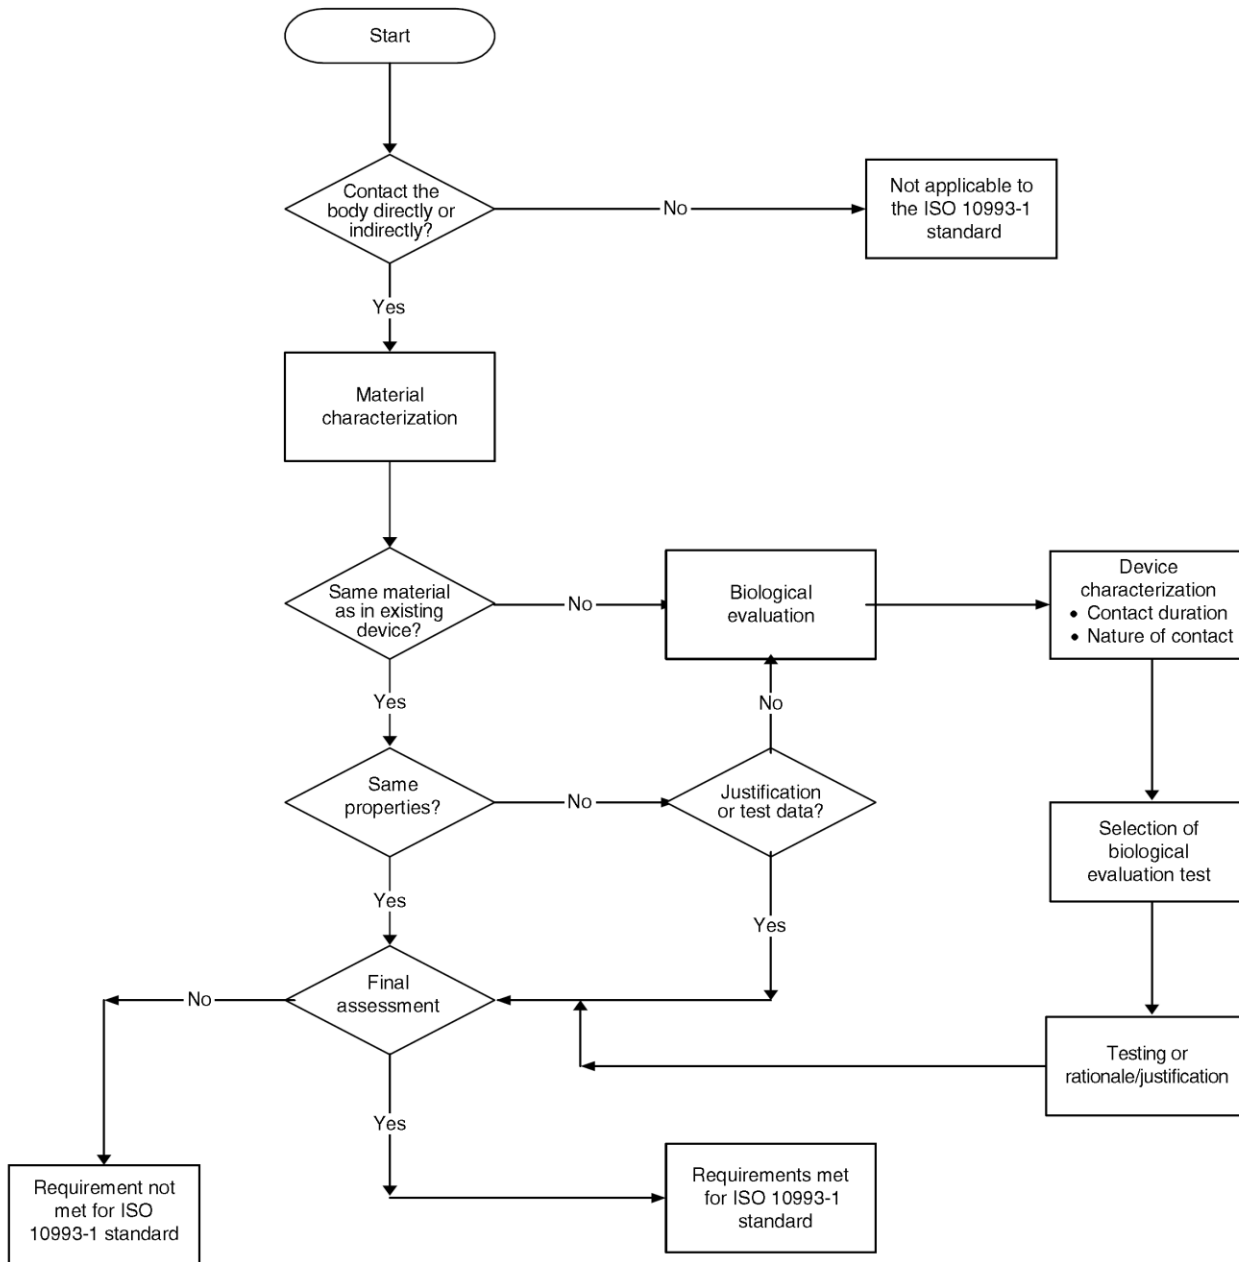 Start
Contact the
body directly or
indirectly?
No
Not applicable to
the ISO 10993-1
standard
Yes
Material
characterization
Same material
as in existing
device?
No
Biological
evaluation
Device
characterization
• Contact duration
• Nature of contact
Yes
No
Same
properties?
No
Justification
or test data?
Selection of
biological
evaluation test
Yes
Yes
Final
assessment
No
Testing or
rationale/justification
Yes
Requirement not
met for ISO
10993-1 standard
Requirements met
for ISO 10993-1
standard